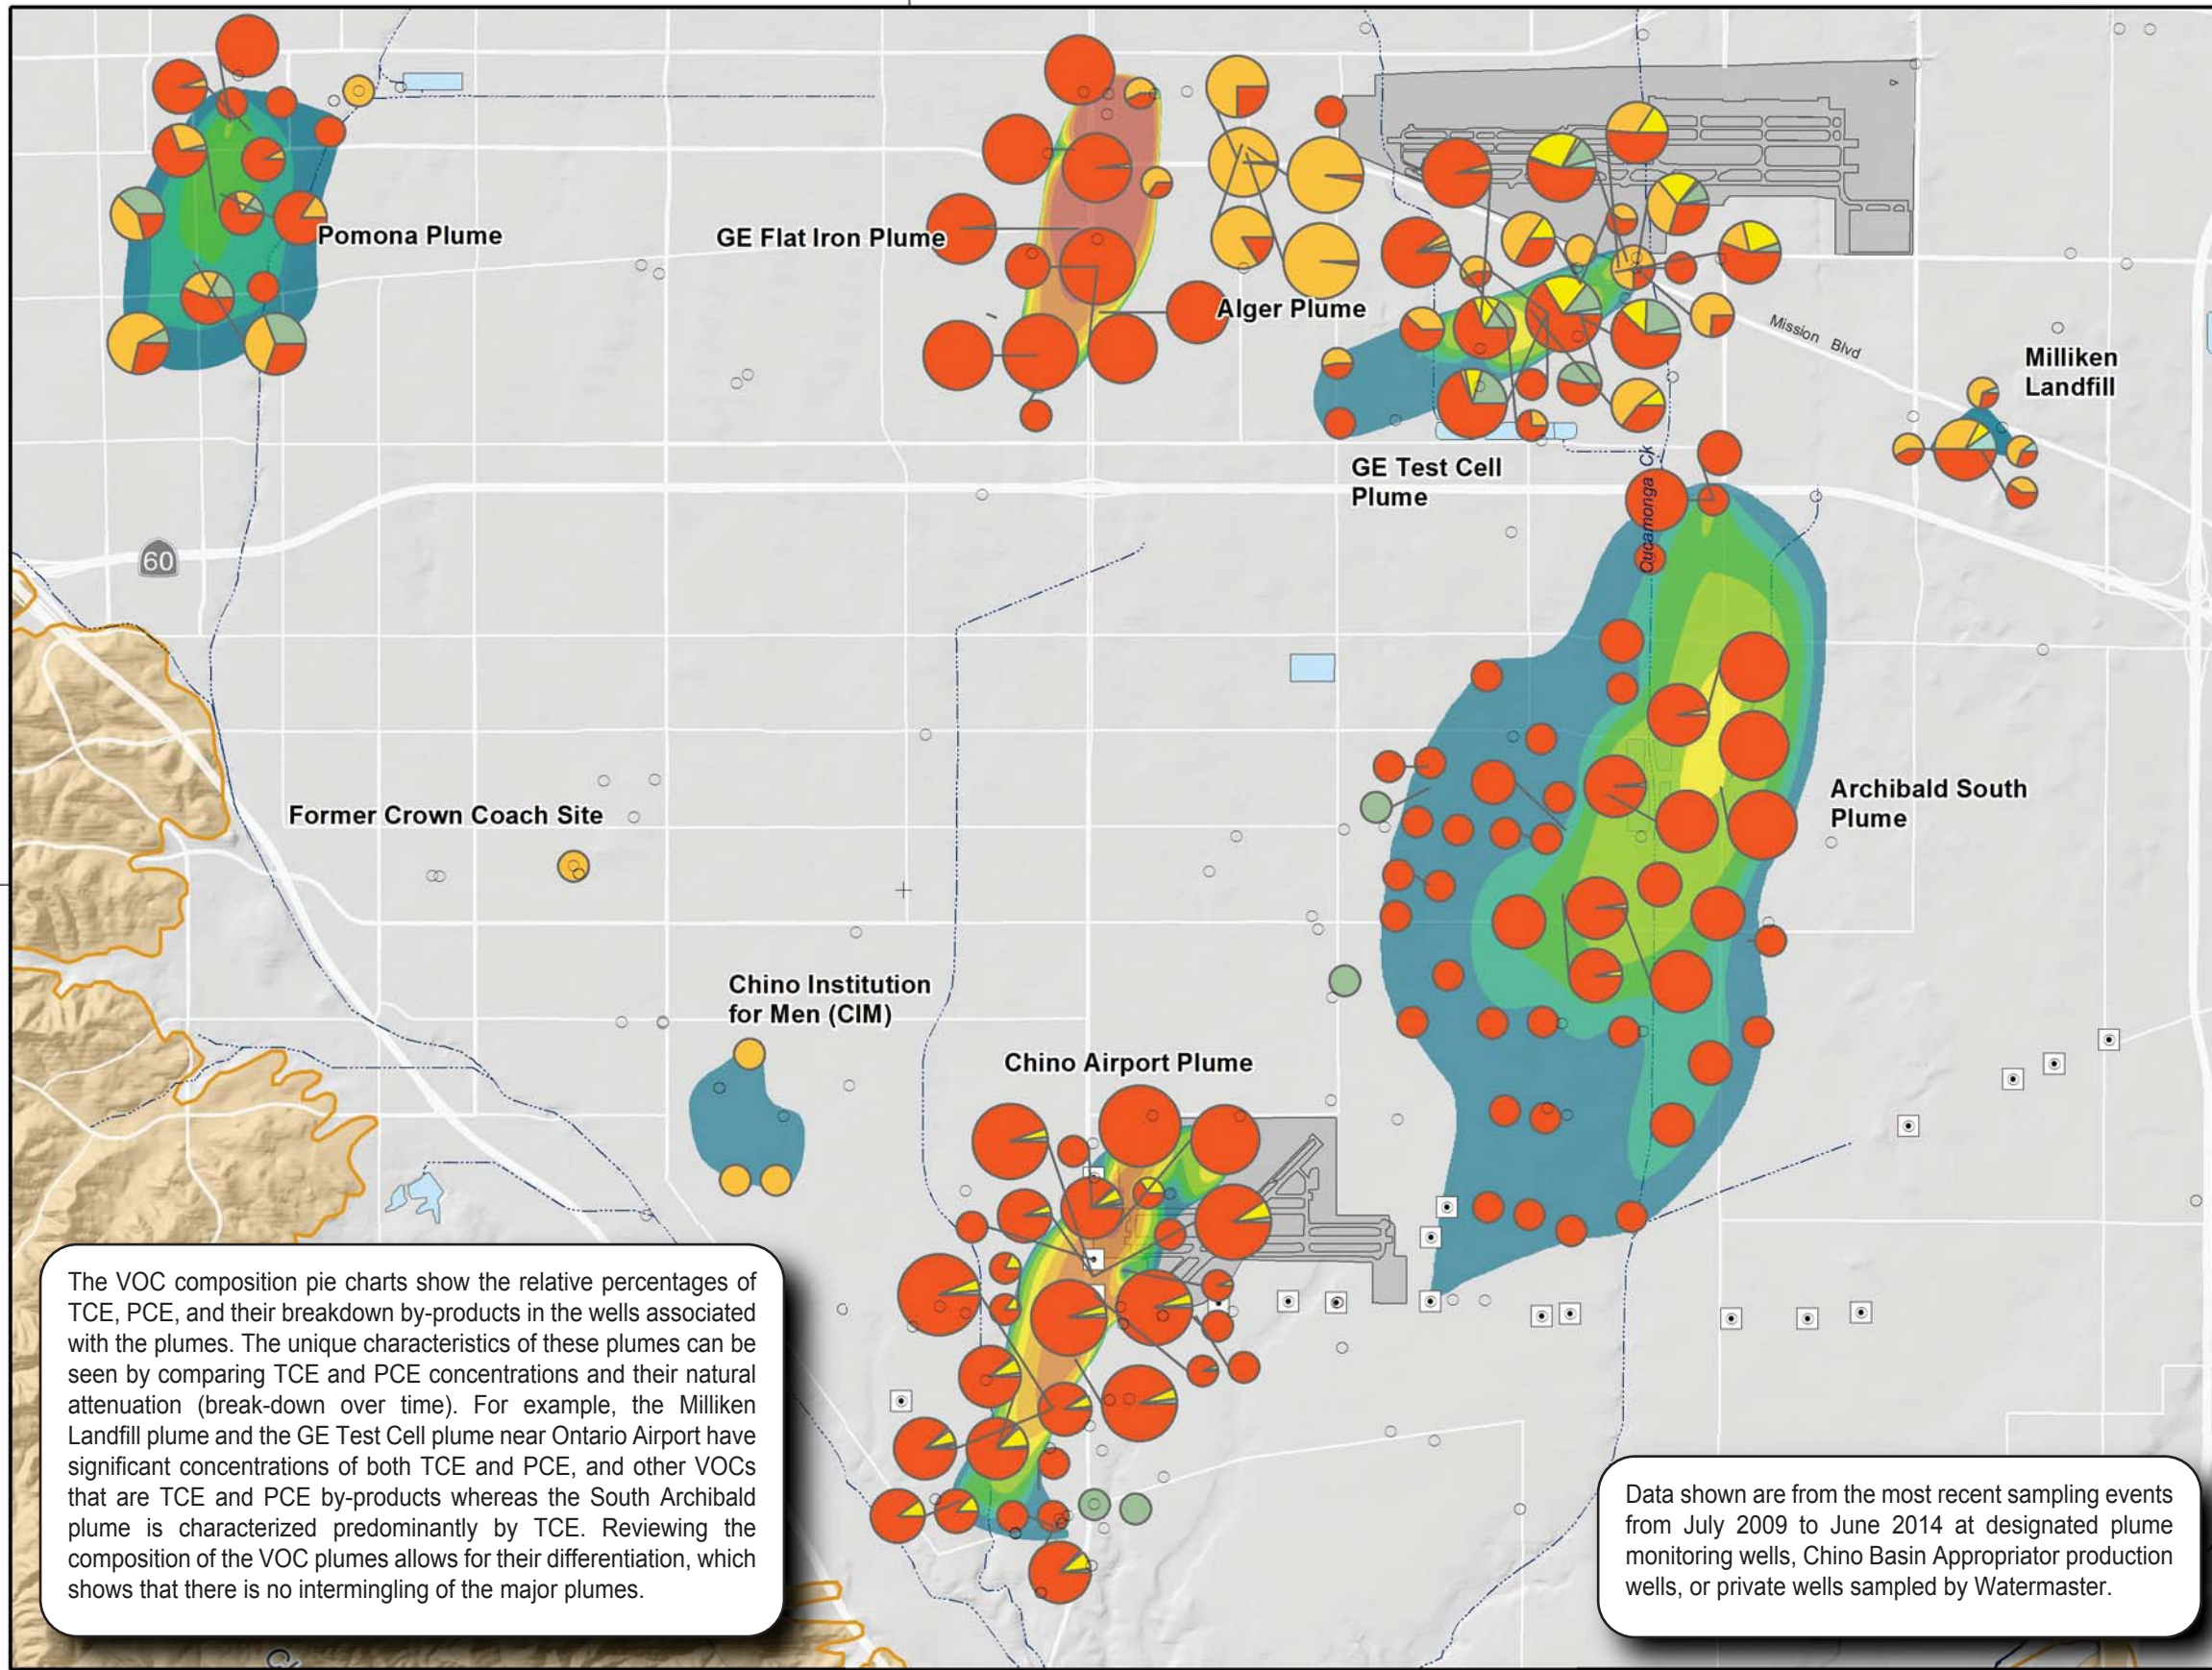 Pomona Plume
GE Flat Iron Plume
Alger Plume
Mission Blvd
Milliken
Landfill
GE Test Cell
Plume
Cucamonga Ck
60
Archibald South
Plume
Former Crown Coach Site
Chino Institution
for Men (CIM)
Chino Airport Plume
The VOC composition pie charts show the relative percentages of
TCE, PCE, and their breakdown by-products in the wells associated
with the plumes. The unique characteristics of these plumes can be
seen by comparing TCE and PCE concentrations and their natural
attenuation (break-down over time). For example, the Milliken
Landfill plume and the GE Test Cell plume near Ontario Airport have
significant concentrations of both TCE and PCE, and other VOCs
that are TCE and PCE by-products whereas the South Archibald
plume is characterized predominantly by TCE. Reviewing the
composition of the VOC plumes allows for their differentiation, which
shows that there is no intermingling of the major plumes.
Data shown are from the most recent sampling events
from July 2009 to June 2014 at designated plume
monitoring wells, Chino Basin Appropriator production
wells, or private wells sampled by Watermaster.